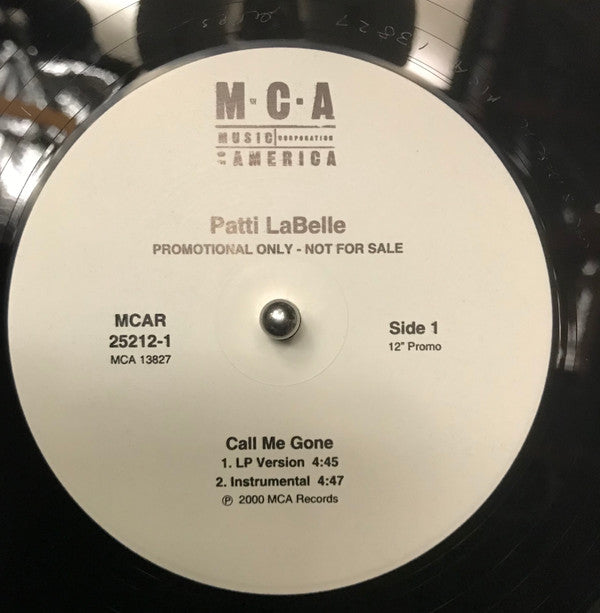 M·C·A
MUSIC CORPORATION
OF AMERICA
Patti LaBelle
PROMOTIONAL ONLY - NOT FOR SALE
MCAR
25212-1
MCA 13827
Side 1
12" Promo
Call Me Gone
1. LP Version 4:45
2. Instrumental 4:47
℗ 2000 MCA Records